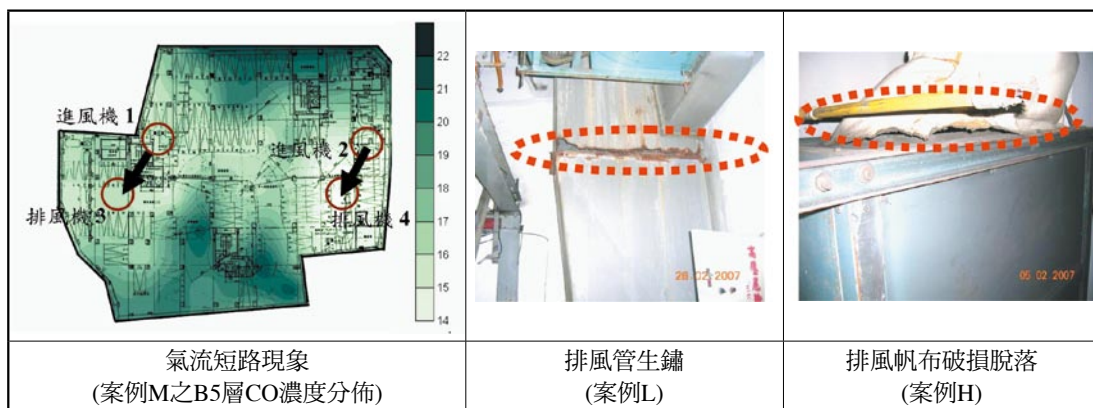 進風機 1
進風機 2
排風機 3
排風機 4
22
21
20
19
18
17
16
15
14
26.02.2007
05.02.2007
氣流短路現象
(案例M之B5層CO濃度分佈)
排風管生鏽
(案例L)
排風帆布破損脫落
(案例H)